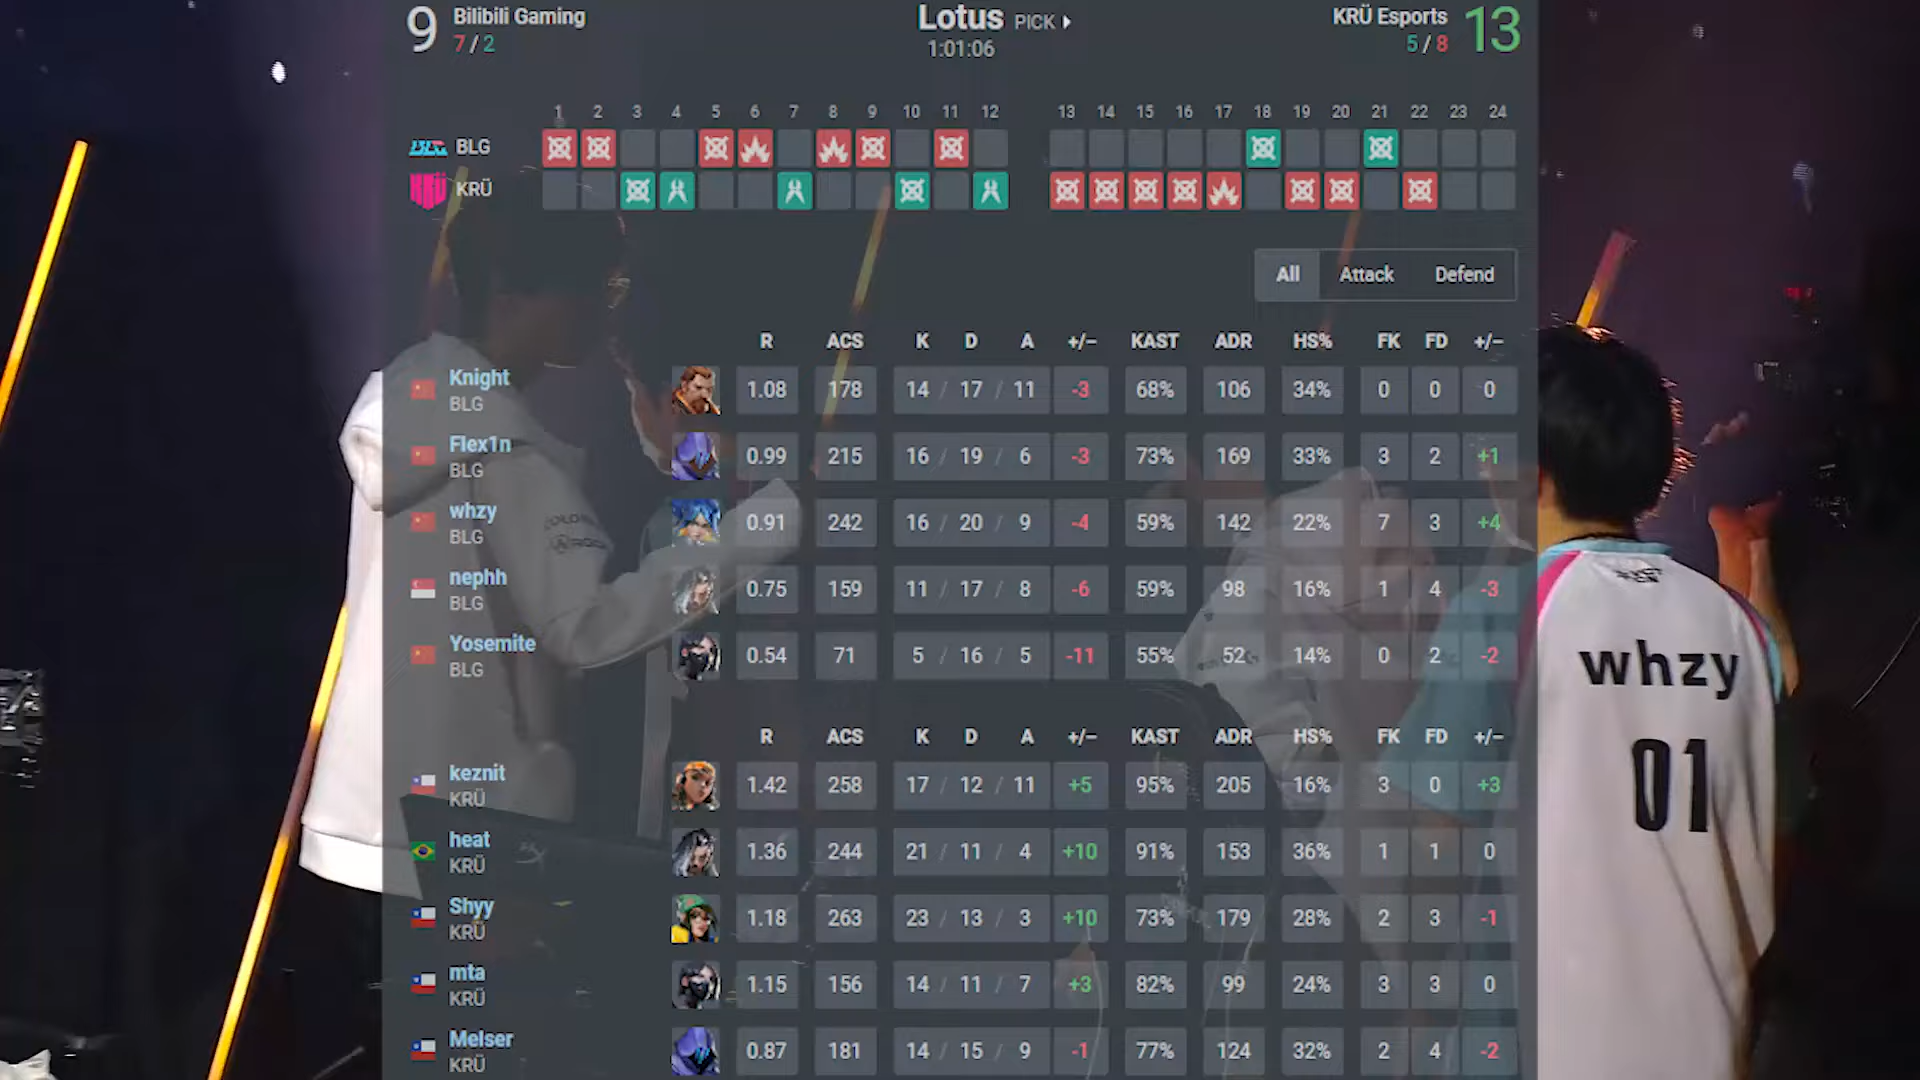 9 Bilibili Gaming Lotus PICK KRÜ Esports 13
7 / 2 1:01:06 5 / 8
1 2 3 4 5 6 7 8 9 10 11 12 13 14 15 16 17 18 19 20 21 22 23 24
BLG BLG
KRÜ KRÜ
All Attack Defend
R ACS K D A +/− KAST ADR HS% FK FD +/−
Knight 1.08 178 14 / 17 / 11 -3 68% 106 34% 0 0 0
BLG
Flex1n 0.99 215 16 / 19 / 6 -3 73% 169 33% 3 2 +1
BLG
whzy 0.91 242 16 / 20 / 9 -4 59% 142 22% 7 3 +4
BLG
nephh 0.75 159 11 / 17 / 8 -6 59% 98 16% 1 4 -3
BLG
Yosemite 0.54 71 5 / 16 / 5 -11 55% 52 14% 0 2 -2
BLG
R ACS K D A +/− KAST ADR HS% FK FD +/−
keznit 1.42 258 17 / 12 / 11 +5 95% 205 16% 3 0 +3
KRÜ
heat 1.36 244 21 / 11 / 4 +10 91% 153 36% 1 1 0
KRÜ
Shyy 1.18 263 23 / 13 / 3 +10 73% 179 28% 2 3 -1
KRÜ
mta 1.15 156 14 / 11 / 7 +3 82% 99 24% 3 3 0
KRÜ
Melser 0.87 181 14 / 15 / 9 -1 77% 124 32% 2 4 -2
KRÜ
whzy
01